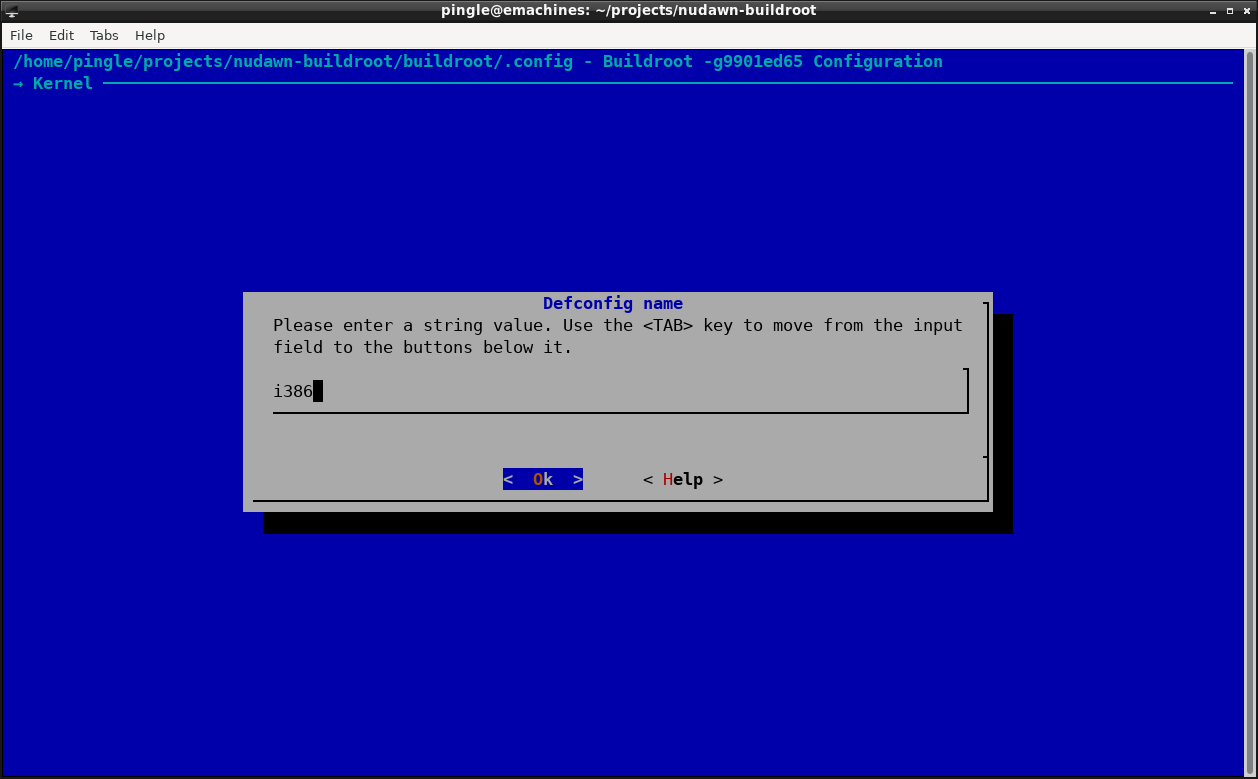 pingle@emachines: ~/projects/nudawn-buildroot
File Edit Tabs Help
/home/pingle/projects/nudawn-buildroot/buildroot/.config - Buildroot -g9901ed65 Configuration
→ Kernel
Defconfig name
Please enter a string value. Use the <TAB> key to move from the input
field to the buttons below it.
i386
< Ok > < Help >